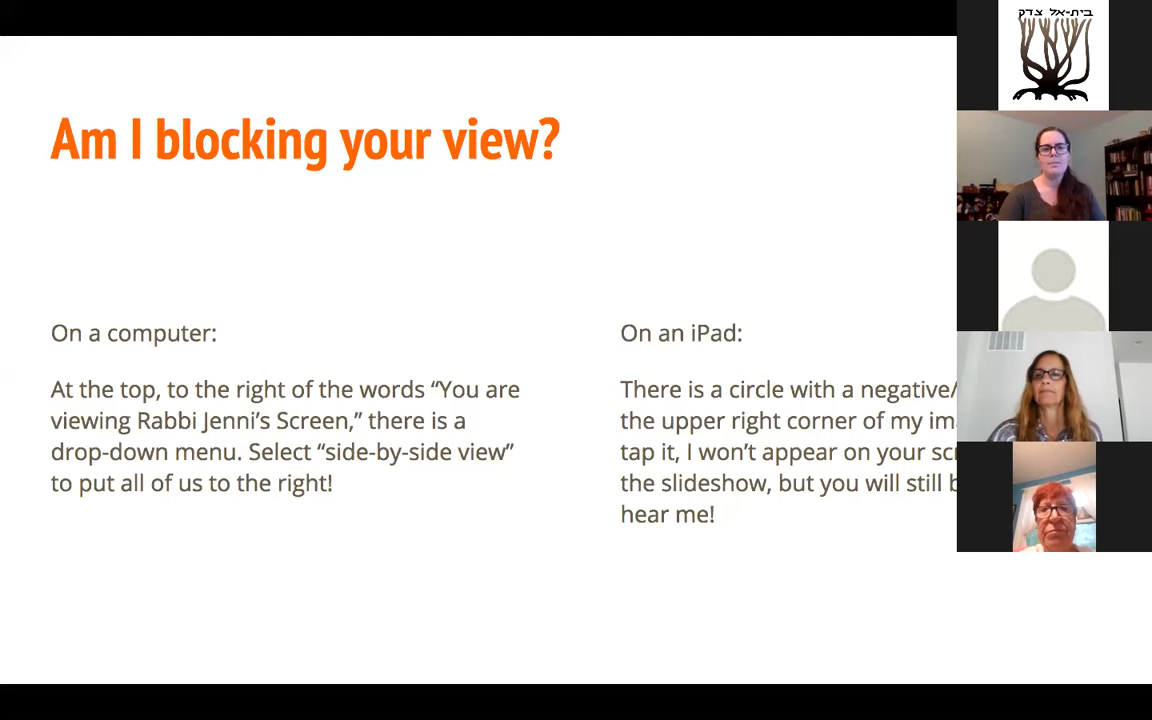 Am I blocking your view?
On a computer:
At the top, to the right of the words “You are
viewing Rabbi Jenni’s Screen,” there is a
drop-down menu. Select “side-by-side view”
to put all of us to the right!
On an iPad:
There is a circle with a negative/
the upper right corner of my im
tap it, I won’t appear on your scr
the slideshow, but you will still b
hear me!
בית-אל צדק